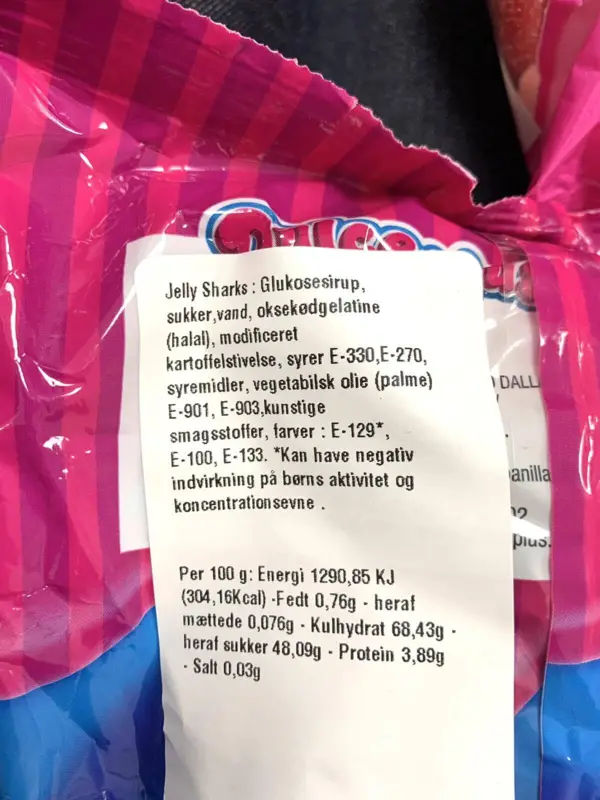 Jelly Sharks : Glukosesirup,
sukker,vand, oksekødgelatine
(halal), modificeret
kartoffelstivelse, syrer E-330,E-270,
syremidler, vegetabilsk olie (palme)
E-901, E-903,kunstige
smagsstoffer, farver : E-129*,
E-100, E-133. *Kan have negativ
indvirkning på børns aktivitet og
koncentrationsevne .
Per 100 g: Energi 1290,85 KJ
(304,16Kcal) -Fedt 0,76g - heraf
mættede 0,076g - Kulhydrat 68,43g -
heraf sukker 48,09g - Protein 3,89g
- Salt 0,03g